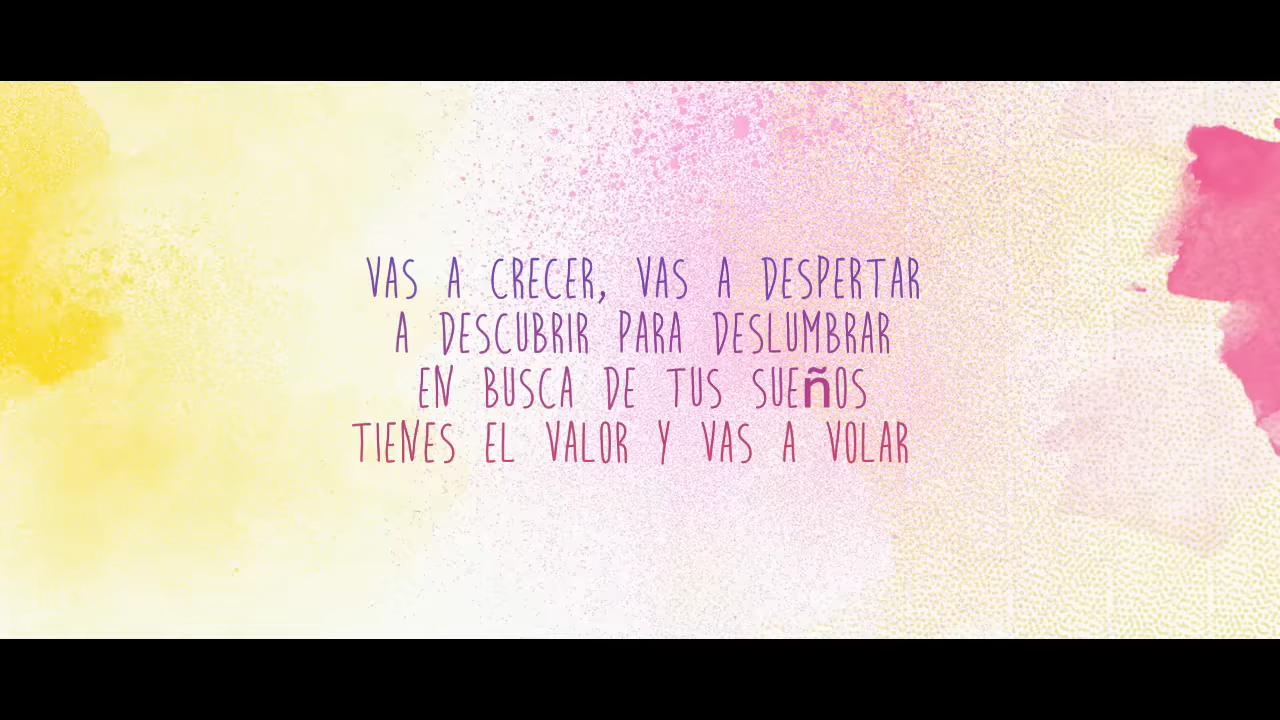 VAS A CRECER, VAS A DESPERTAR
A DESCUBRIR PARA DESLUMBRAR
EN BUSCA DE TUS SUEñOS
TIENES EL VALOR Y VAS A VOLAR